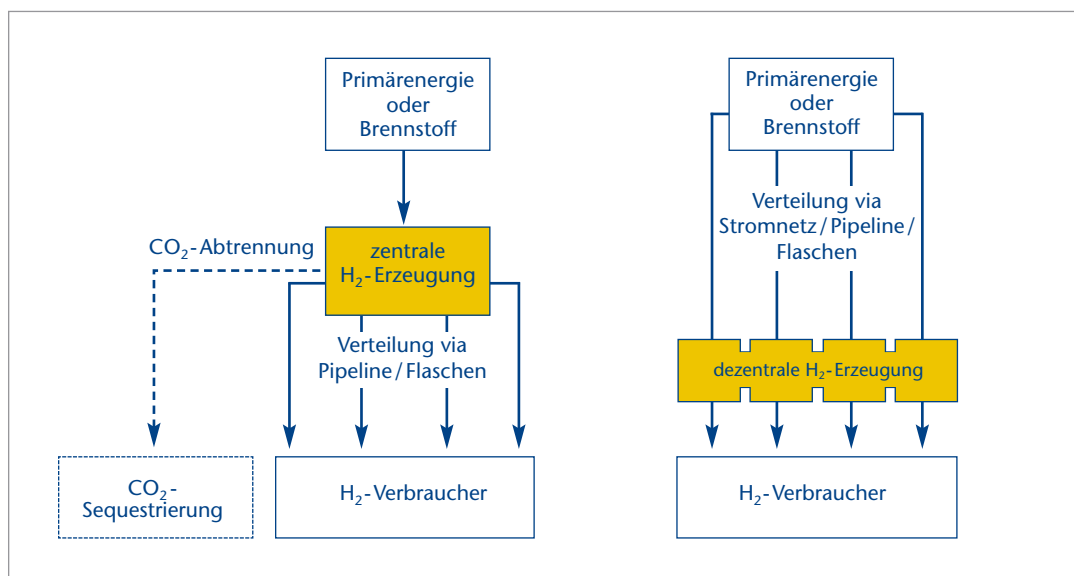 Primärenergie
oder
Brennstoff
CO₂-Abtrennung
zentrale
H₂-Erzeugung
Verteilung via
Pipeline/Flaschen
CO₂-
Sequestrierung
H₂-Verbraucher
Primärenergie
oder
Brennstoff
Verteilung via
Stromnetz/Pipeline/
Flaschen
dezentrale H₂-Erzeugung
H₂-Verbraucher